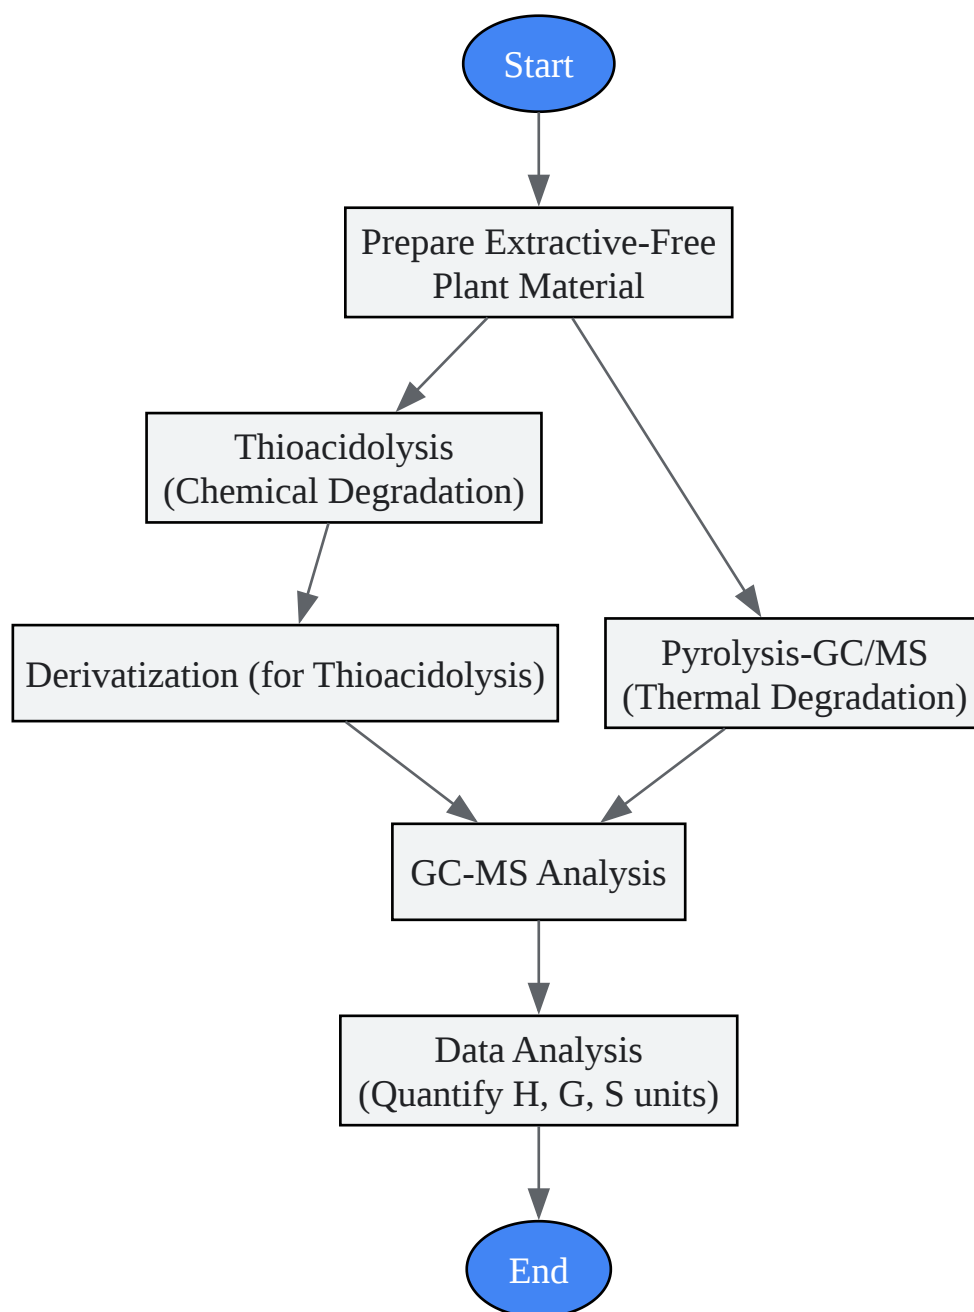 Start
Prepare Extractive-Free
Plant Material
Thioacidolysis
(Chemical Degradation)
Derivatization (for Thioacidolysis)
Pyrolysis-GC/MS
(Thermal Degradation)
GC-MS Analysis
Data Analysis
(Quantify H, G, S units)
End